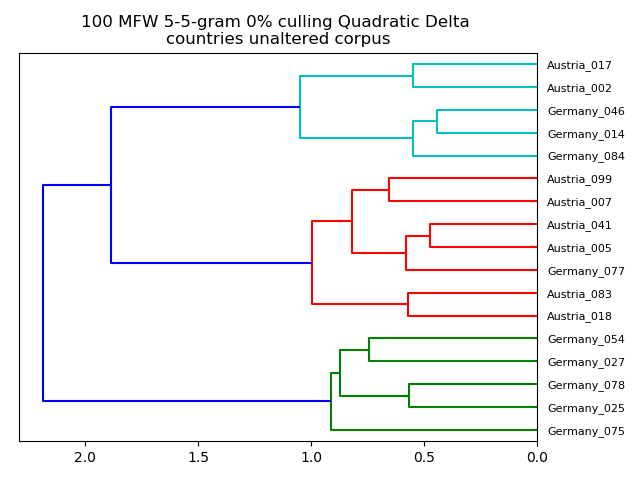 100 MFW 5-5-gram 0% culling Quadratic Delta
countries unaltered corpus
Austria_017
Austria_002
Germany_046
Germany_014
Germany_084
Austria_099
Austria_007
Austria_041
Austria_005
Germany_077
Austria_083
Austria_018
Germany_054
Germany_027
Germany_078
Germany_025
Germany_075
2.0 1.5 1.0 0.5 0.0